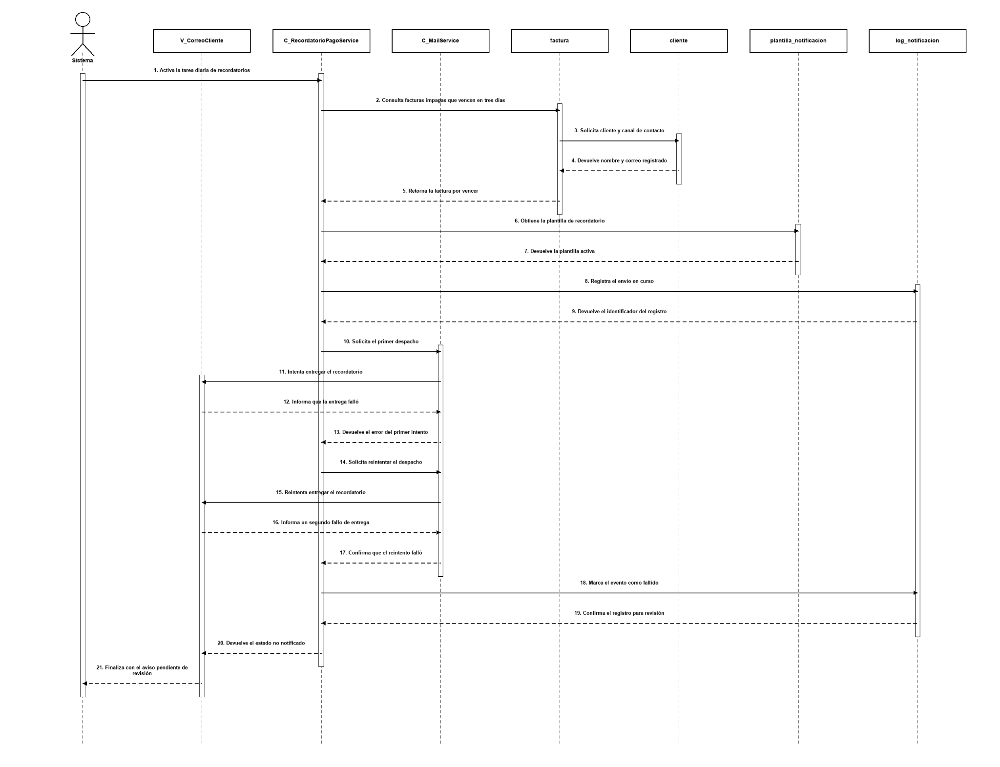 Sistema
V_CorreoCliente
C_RecordatorioPagoService
C_MailService
factura
cliente
plantilla_notificacion
log_notificacion
1. Activa la tarea diaria de recordatorios
2. Consulta facturas impagas que vencen en tres días
3. Solicita cliente y canal de contacto
4. Devuelve nombre y correo registrado
5. Retorna la factura por vencer
6. Obtiene la plantilla de recordatorio
7. Devuelve la plantilla activa
8. Registra el envío en curso
9. Devuelve el identificador del registro
10. Solicita el primer despacho
11. Intenta entregar el recordatorio
12. Informa que la entrega falló
13. Devuelve el error del primer intento
14. Solicita reintentar el despacho
15. Reintenta entregar el recordatorio
16. Informa un segundo fallo de entrega
17. Confirma que el reintento falló
18. Marca el evento como fallido
19. Confirma el registro para revisión
20. Devuelve el estado no notificado
21. Finaliza con el aviso pendiente de
revisión